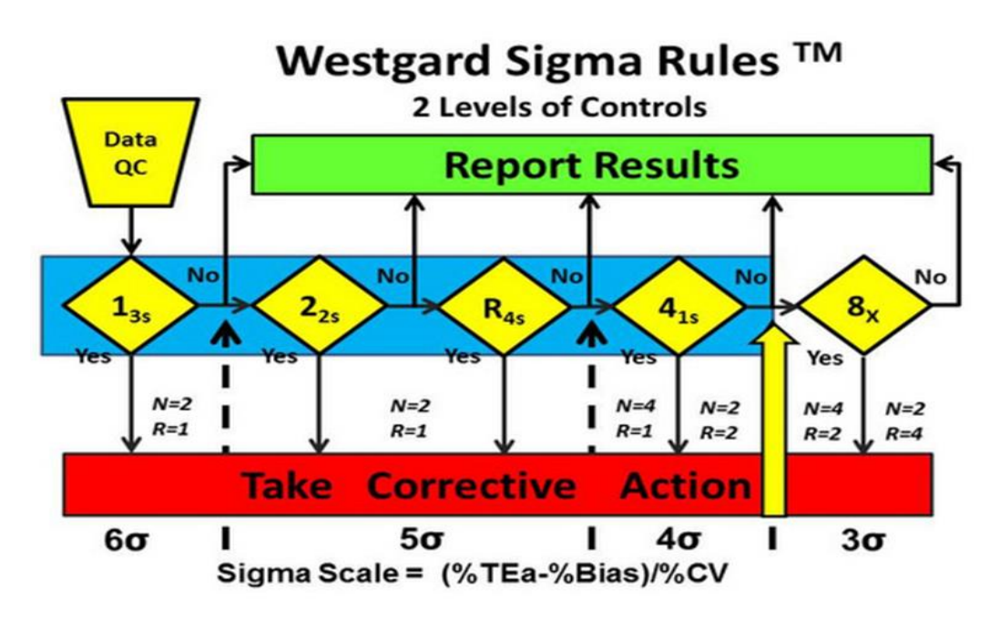 Westgard Sigma Rules TM
2 Levels of Controls
Data
QC
Report Results
No
No
No
No
No
13s
22s
R4s
41s
8X
Yes
Yes
Yes
Yes
Yes
N=2
R=1
N=2
R=1
N=4
R=1
N=2
R=2
N=4
R=2
N=2
R=4
Take Corrective Action
6σ
5σ
4σ
3σ
Sigma Scale = (%TEa-%Bias)/%CV